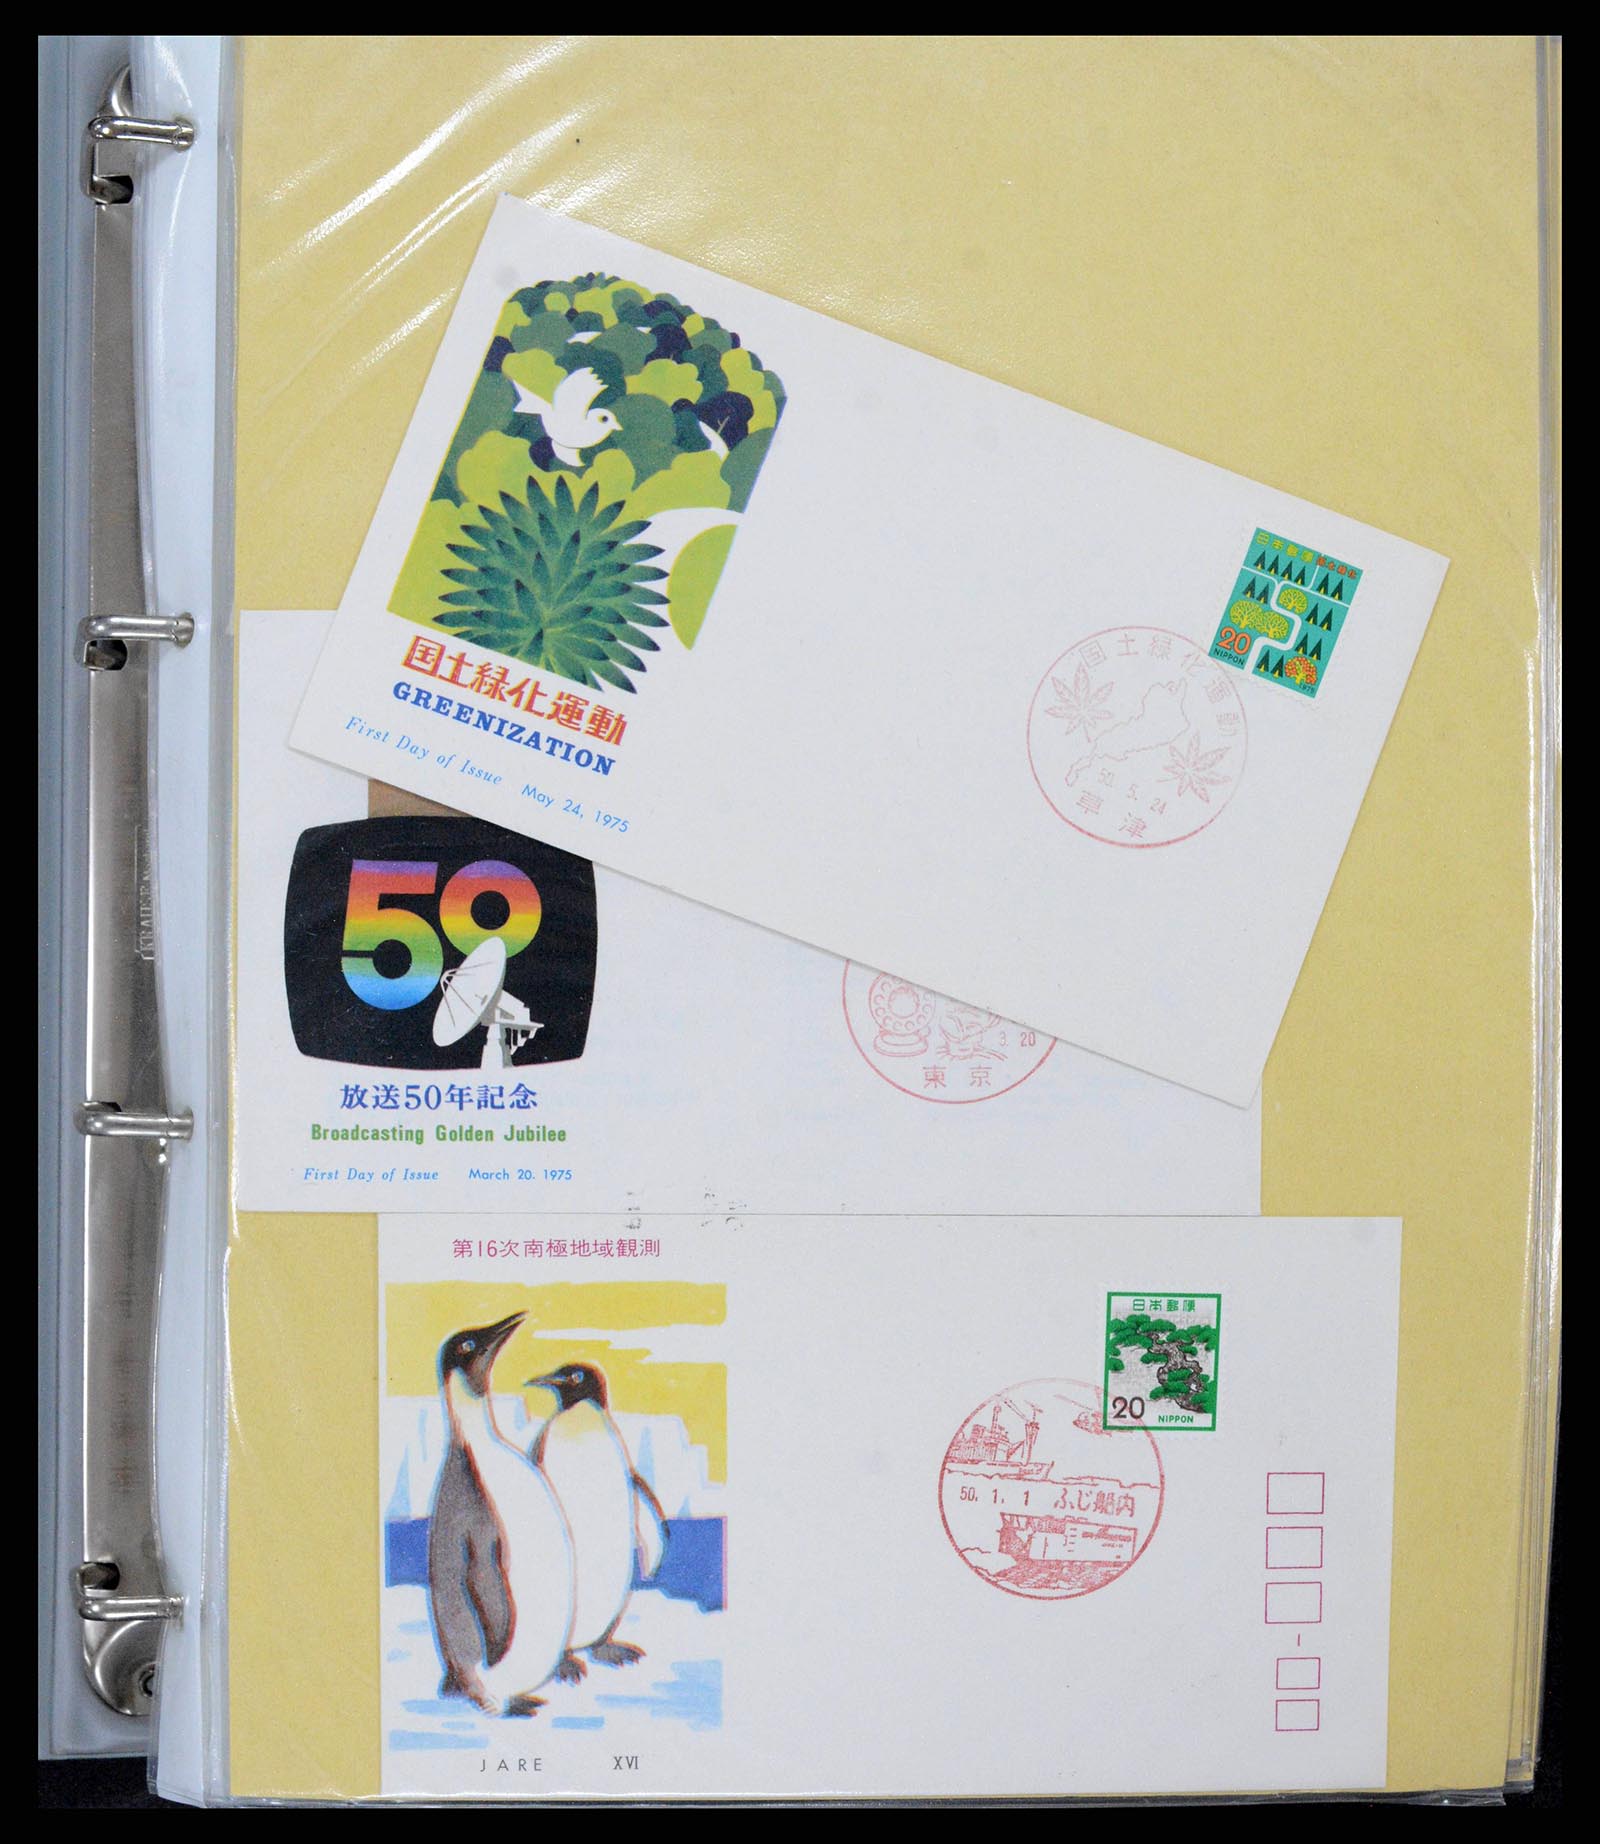 日本郵便 国土緑化
20
NIPPON
1975
国土緑化運動
50. 5. 24
草津
国土緑化運動
GREENIZATION
First Day of Issue May 24, 1975
50
3. 20
東京
放送50年記念
Broadcasting Golden Jubilee
First Day of Issue March 20. 1975
第16次南極地域観測
日本郵便
20 NIPPON
50. 1. 1 ふじ船内
JARE XVI